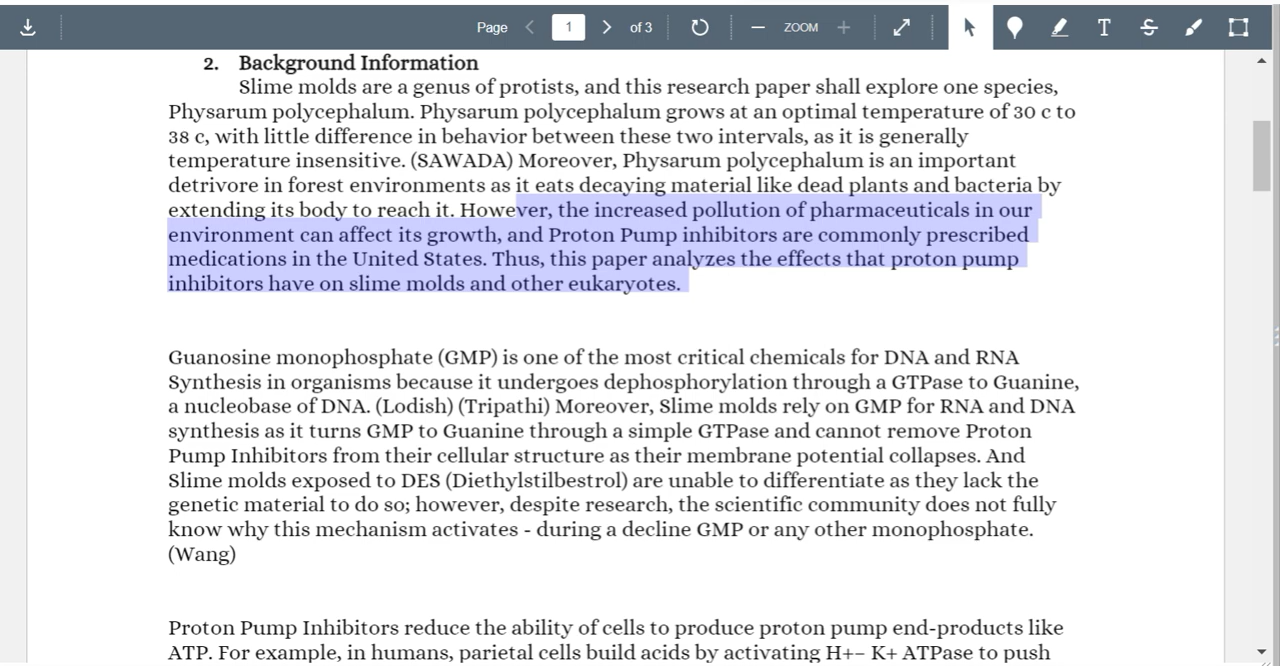 Page 1 of 3 ZOOM T S
2. Background Information
Slime molds are a genus of protists, and this research paper shall explore one species,
Physarum polycephalum. Physarum polycephalum grows at an optimal temperature of 30 c to
38 c, with little difference in behavior between these two intervals, as it is generally
temperature insensitive. (SAWADA) Moreover, Physarum polycephalum is an important
detrivore in forest environments as it eats decaying material like dead plants and bacteria by
extending its body to reach it. However, the increased pollution of pharmaceuticals in our
environment can affect its growth, and Proton Pump inhibitors are commonly prescribed
medications in the United States. Thus, this paper analyzes the effects that proton pump
inhibitors have on slime molds and other eukaryotes.
Guanosine monophosphate (GMP) is one of the most critical chemicals for DNA and RNA
Synthesis in organisms because it undergoes dephosphorylation through a GTPase to Guanine,
a nucleobase of DNA. (Lodish) (Tripathi) Moreover, Slime molds rely on GMP for RNA and DNA
synthesis as it turns GMP to Guanine through a simple GTPase and cannot remove Proton
Pump Inhibitors from their cellular structure as their membrane potential collapses. And
Slime molds exposed to DES (Diethylstilbestrol) are unable to differentiate as they lack the
genetic material to do so; however, despite research, the scientific community does not fully
know why this mechanism activates - during a decline GMP or any other monophosphate.
(Wang)
Proton Pump Inhibitors reduce the ability of cells to produce proton pump end-products like
ATP. For example, in humans, parietal cells build acids by activating H+– K+ ATPase to push